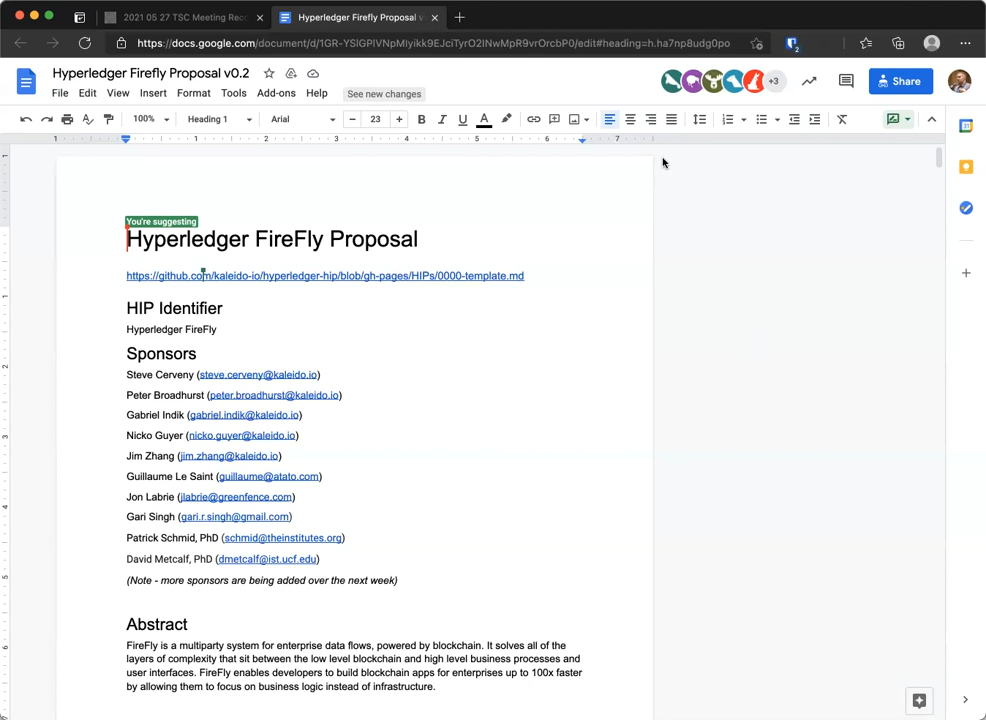 2021 05 27 TSC Meeting Rec
Hyperledger Firefly Proposal v
https://docs.google.com/document/d/1GR-YSlGPlVNpMIyikk9EJciTyrO2INwMpR9vrOrcbP0/edit#heading=h.ha7np8udg0po
2
Hyperledger Firefly Proposal v0.2
File Edit View Insert Format Tools Add-ons Help See new changes
+3
Share
100% Heading 1 Arial 23
B I U A
1 1 2 3 4 5 6 7
You're suggesting
Hyperledger FireFly Proposal
https://github.com/kaleido-io/hyperledger-hip/blob/gh-pages/HIPs/0000-template.md
HIP Identifier
Hyperledger FireFly
Sponsors
Steve Cerveny (steve.cerveny@kaleido.io)
Peter Broadhurst (peter.broadhurst@kaleido.io)
Gabriel Indik (gabriel.indik@kaleido.io)
Nicko Guyer (nicko.guyer@kaleido.io)
Jim Zhang (jim.zhang@kaleido.io)
Guillaume Le Saint (guillaume@atato.com)
Jon Labrie (jlabrie@greenfence.com)
Gari Singh (gari.r.singh@gmail.com)
Patrick Schmid, PhD (schmid@theinstitutes.org)
David Metcalf, PhD (dmetcalf@ist.ucf.edu)
(Note - more sponsors are being added over the next week)
Abstract
FireFly is a multiparty system for enterprise data flows, powered by blockchain. It solves all of the
layers of complexity that sit between the low level blockchain and high level business processes and
user interfaces. FireFly enables developers to build blockchain apps for enterprises up to 100x faster
by allowing them to focus on business logic instead of infrastructure.